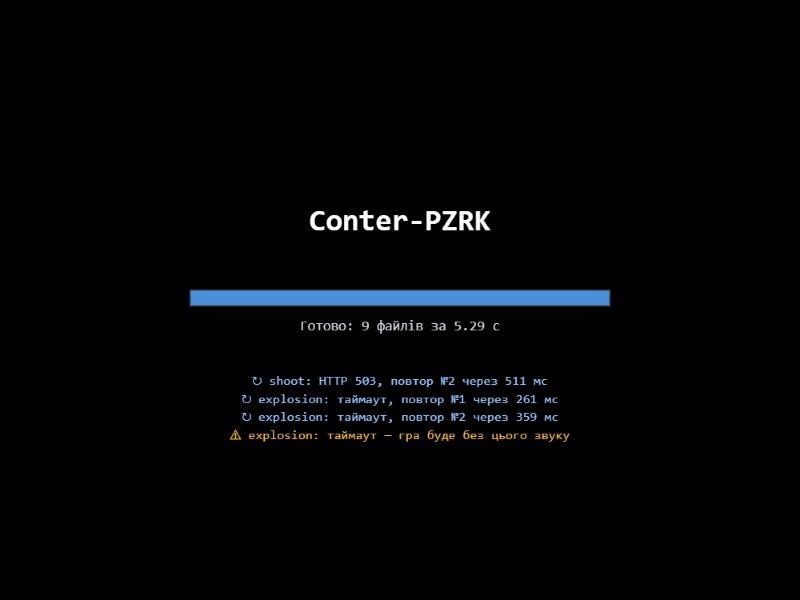 Conter-PZRK
Готово: 9 файлів за 5.29 с
↻ shoot: HTTP 503, повтор №2 через 511 мс
↻ explosion: таймаут, повтор №1 через 261 мс
↻ explosion: таймаут, повтор №2 через 359 мс
⚠ explosion: таймаут — гра буде без цього звуку